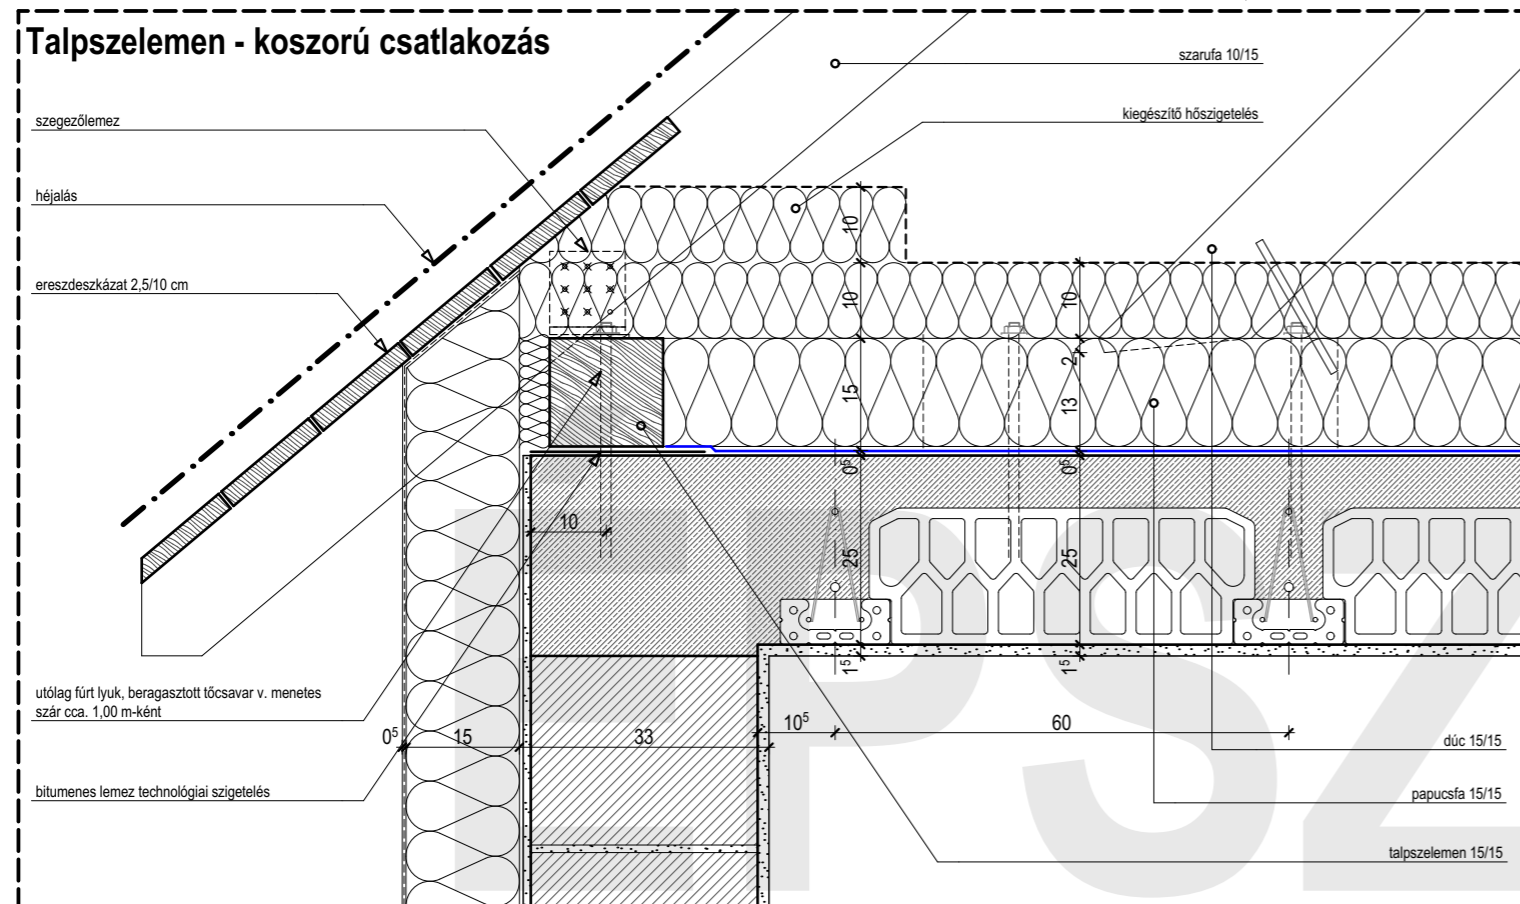 Talpszelemen - koszorú csatlakozás
szarufa 10/15
kiegészítő hőszigetelés
szegezőlemez
héjalás
ereszdeszkázat 2,5/10 cm
10
10
10
2
15
13
0⁵
0⁵
10
25
25
1⁵
1⁵
utólag fúrt lyuk, beragasztott tőcsavar v. menetes
szár cca. 1,00 m-ként
0⁵
15
33
10⁵
60
dúc 15/15
bitumenes lemez technológiai szigetelés
papucsfa 15/15
talpszelemen 15/15
EPSZ